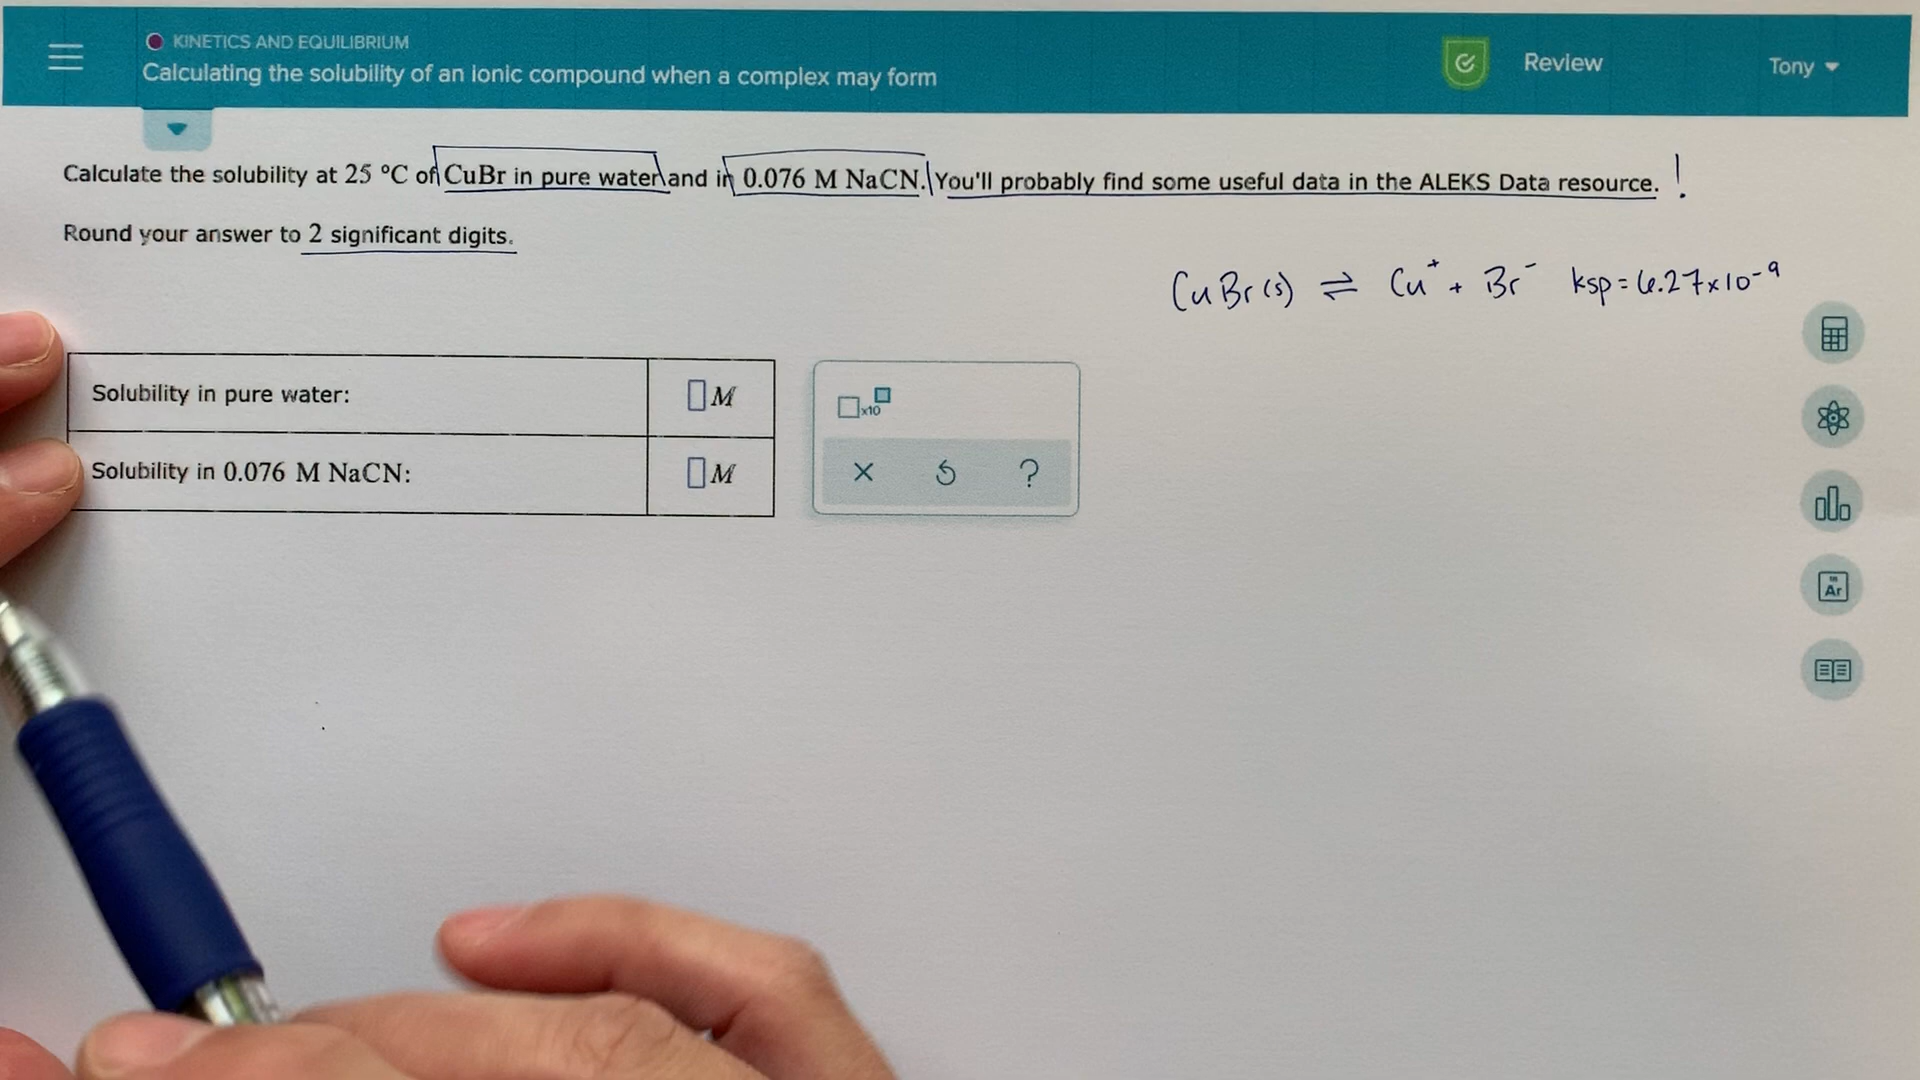 KINETICS AND EQUILIBRIUM
Calculating the solubility of an ionic compound when a complex may form
Review
Tony
Calculate the solubility at 25 °C of CuBr in pure water and in 0.076 M NaCN. You'll probably find some useful data in the ALEKS Data resource. !
Round your answer to 2 significant digits.
CuBr(s) ⇌ Cu⁺ + Br⁻ ksp = 6.27x10⁻⁹
Solubility in pure water: M
Solubility in 0.076 M NaCN: M
x10
?
Ar